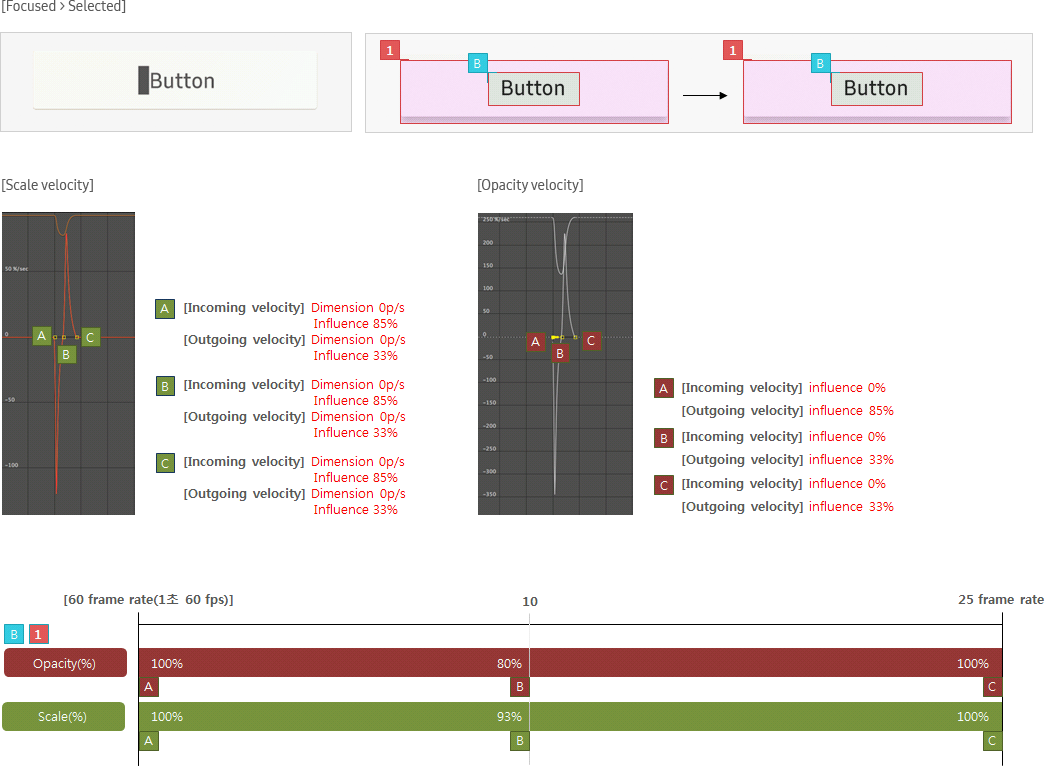 [Focused > Selected]
Button
1
B
Button
1
B
Button
[Scale velocity]
[Opacity velocity]
50 %/sec
0
-50
-100
A
B
C
A [Incoming velocity] Dimension 0p/s
Influence 85%
[Outgoing velocity] Dimension 0p/s
Influence 33%
B [Incoming velocity] Dimension 0p/s
Influence 85%
[Outgoing velocity] Dimension 0p/s
Influence 33%
C [Incoming velocity] Dimension 0p/s
Influence 85%
[Outgoing velocity] Dimension 0p/s
Influence 33%
250 %/sec
200
150
100
50
0
-50
-100
-150
-200
-250
-300
-350
A
B
C
A [Incoming velocity] influence 0%
[Outgoing velocity] influence 85%
B [Incoming velocity] influence 0%
[Outgoing velocity] influence 33%
C [Incoming velocity] influence 0%
[Outgoing velocity] influence 33%
[60 frame rate(1초 60 fps)] 10 25 frame rate
B 1
Opacity(%) 100% 80% 100%
A B C
Scale(%) 100% 93% 100%
A B C